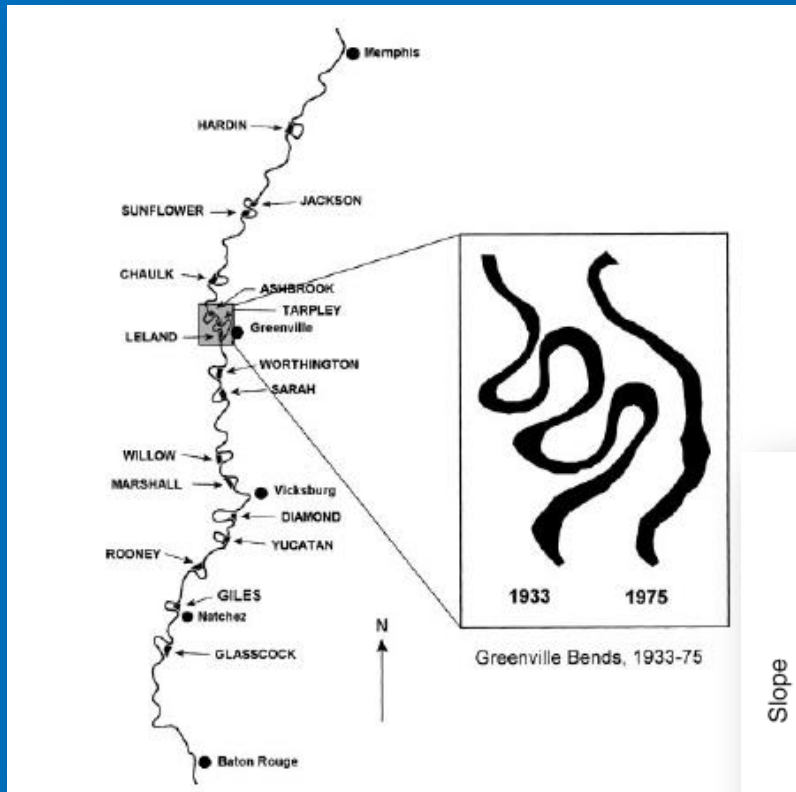 Memphis
HARDIN
JACKSON
SUNFLOWER
CHAULK
ASHBROOK
TARPLEY
Greenville
LELAND
WORTHINGTON
SARAH
WILLOW
MARSHALL
Vicksburg
DIAMOND
YUCATAN
RODNEY
GILES
Natchez
GLASSCOCK
N
Baton Rouge
1933 1975
Greenville Bends, 1933-75
Slope